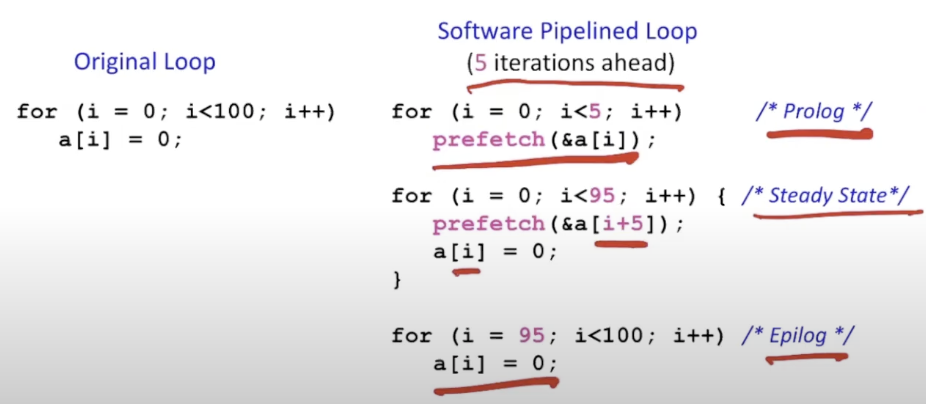 Original Loop
for (i = 0; i<100; i++)
a[i] = 0;
Software Pipelined Loop
(5 iterations ahead)
for (i = 0; i<5; i++) /* Prolog */
prefetch(&a[i]);
for (i = 0; i<95; i++) { /* Steady State*/
prefetch(&a[i+5]);
a[i] = 0;
}
for (i = 95; i<100; i++) /* Epilog */
a[i] = 0;